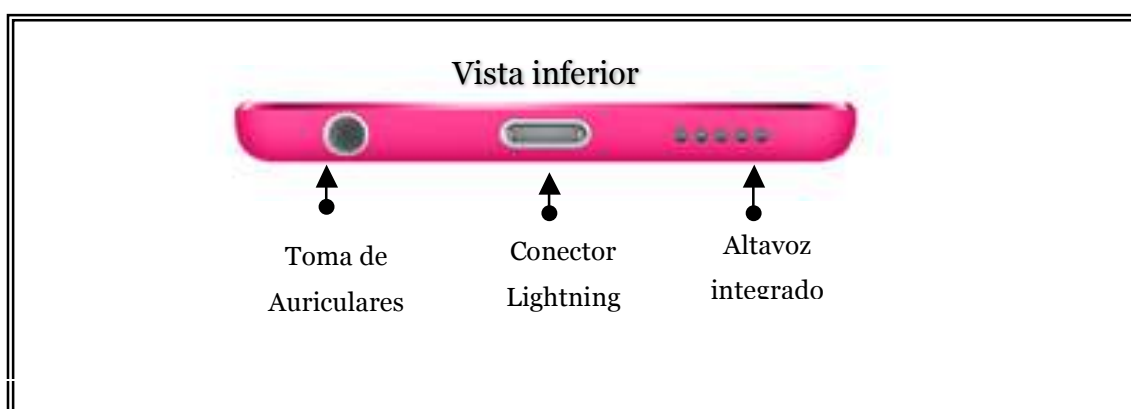 Vista inferior
Toma de
Auriculares
Conector
Lightning
Altavoz
integrado